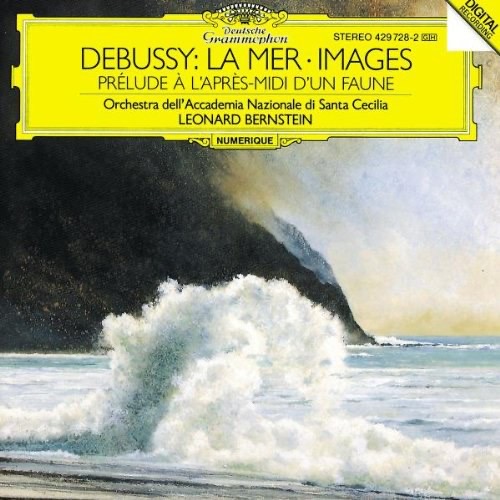 Deutsche
Grammophon
STEREO 429 728-2 GH
DIGITAL
RECORDING
DEBUSSY: LA MER · IMAGES
PRÉLUDE À L'APRÈS-MIDI D'UN FAUNE
Orchestra dell'Accademia Nazionale di Santa Cecilia
LEONARD BERNSTEIN
NUMERIQUE